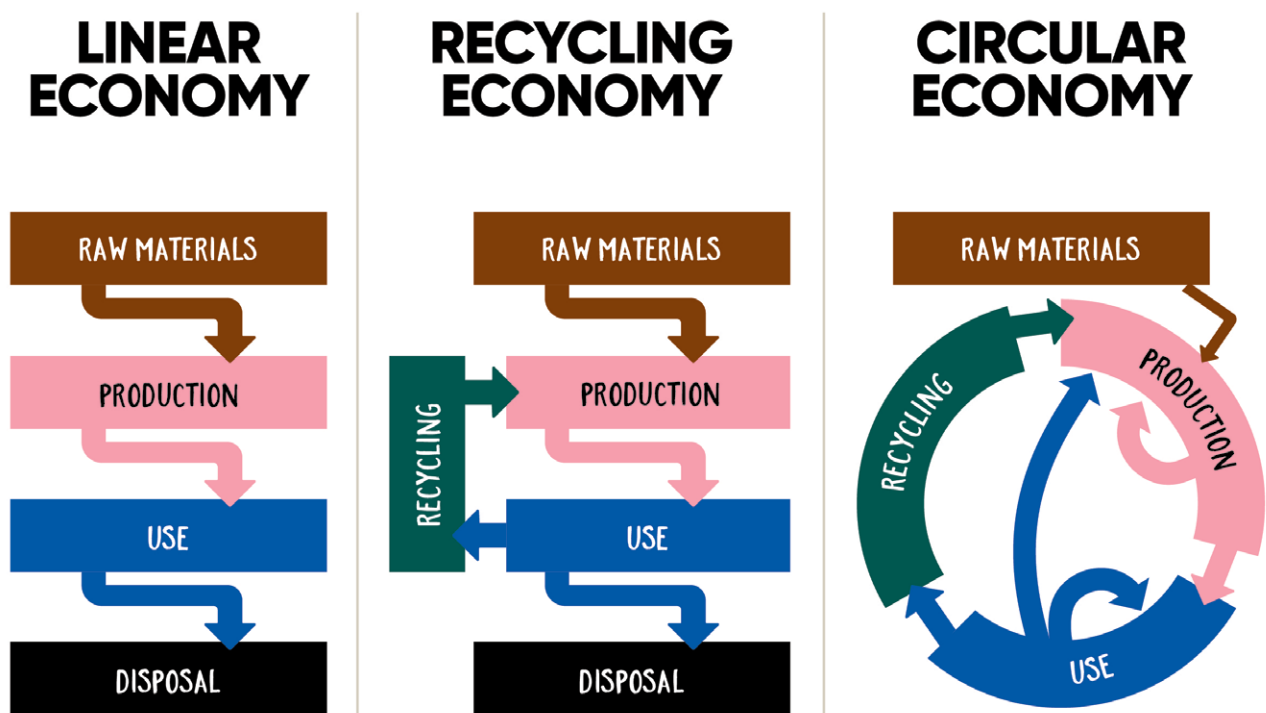 LINEAR
ECONOMY
RAW MATERIALS
PRODUCTION
USE
DISPOSAL
RECYCLING
ECONOMY
RAW MATERIALS
PRODUCTION
RECYCLING
USE
DISPOSAL
CIRCULAR
ECONOMY
RAW MATERIALS
PRODUCTION
RECYCLING
USE